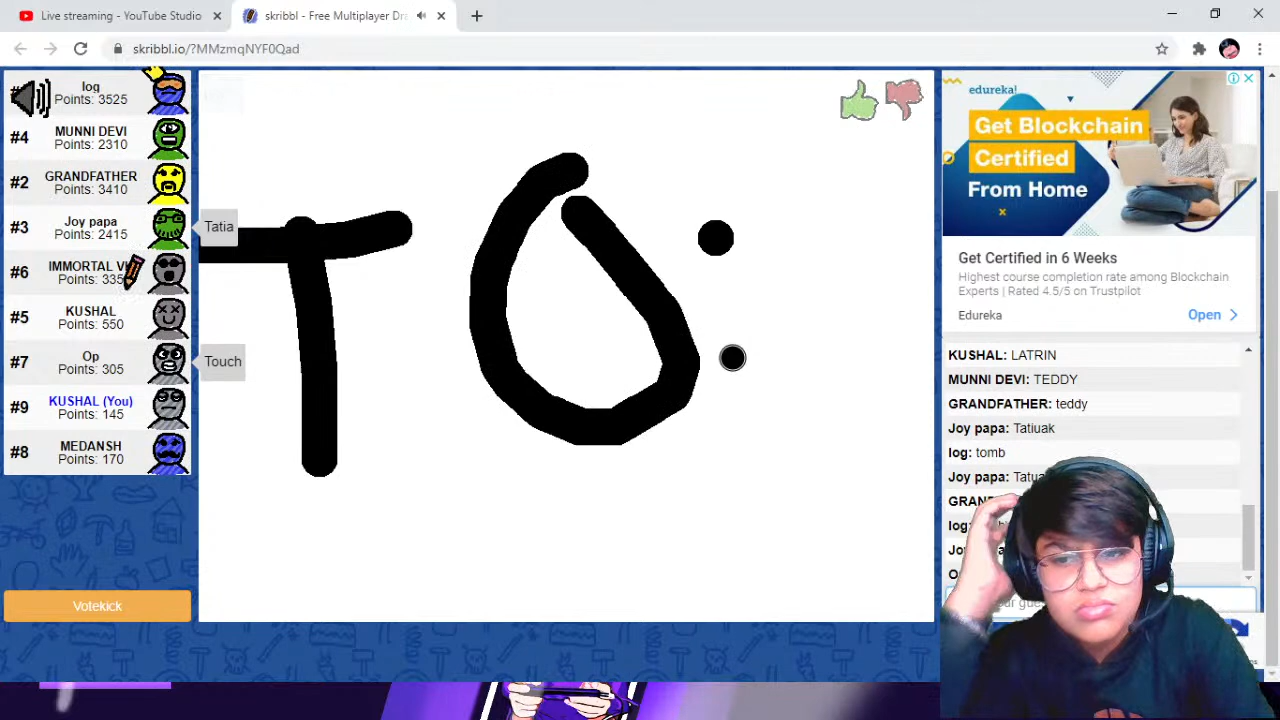 Live streaming - YouTube Studio
skribbl - Free Multiplayer Dra
skribbl.io/?MMzmqNYF0Qad
log
Points: 3525
#4 MUNNI DEVI
Points: 2310
#2 GRANDFATHER
Points: 3410
#3 Joy papa
Points: 2415
Tatia
#6 IMMORTAL
Points: 335
#5 KUSHAL
Points: 550
#7 Op
Points: 305
Touch
#9 KUSHAL (You)
Points: 145
#8 MEDANSH
Points: 170
Votekick
TO:
edureka!
Get Blockchain
Certified
From Home
Get Certified in 6 Weeks
Highest course completion rate among Blockchain
Experts | Rated 4.5/5 on Trustpilot
Edureka
Open
KUSHAL: LATRIN
MUNNI DEVI: TEDDY
GRANDFATHER: teddy
Joy papa: Tatiuak
log: tomb
Joy papa: Tatua